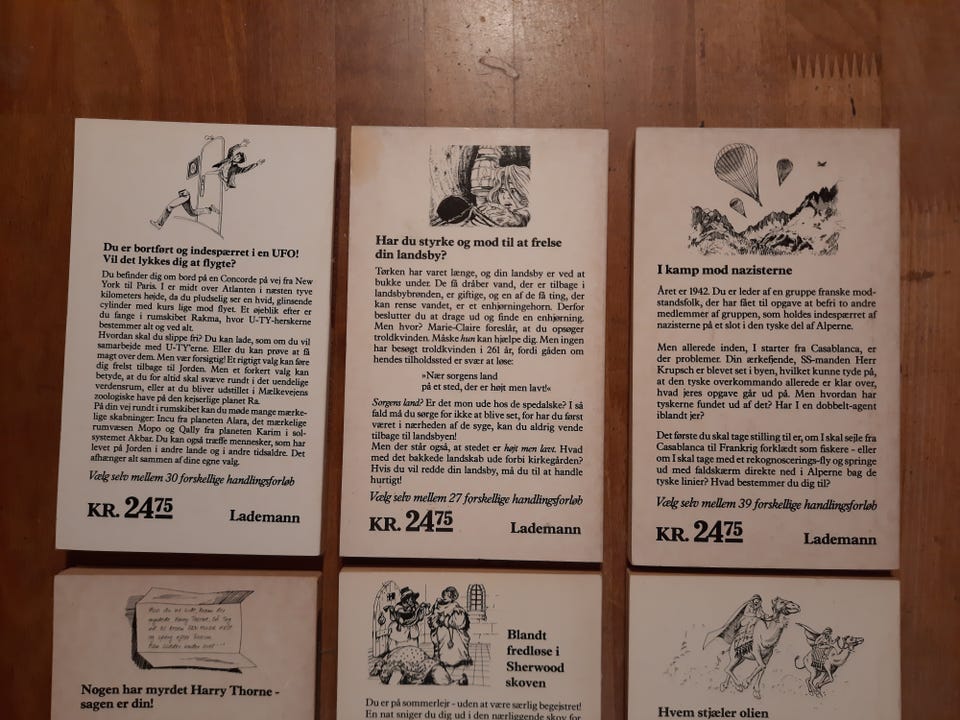 Du er bortført og indespærret i en UFO!
Vil det lykkes dig at flygte?
Du befinder dig om bord på en Concorde på vej fra New
York til Paris. I er midt over Atlanten i næsten tyve
kilometers højde, da du pludselig ser en hvid, glinsende
cylinder med kurs lige mod flyet. Et øjeblik efter er
du fange i rumskibet Rakma, hvor U-TY-herskerne
bestemmer alt og ved alt.
Hvordan skal du slippe fri? Du kan lade, som om du vil
samarbejde med U-TY'erne. Eller du kan prøve at få
magt over dem. Men vær forsigtig! Et rigtigt valg kan føre
dig frelst tilbage til Jorden. Men et forkert valg kan
betyde, at du for altid skal svæve rundt i det uendelige
verdensrum, eller at du bliver udstillet i Mælkevejens
zoologiske have på den kejserlige planet Ra.
På din vej rundt i rumskibet kan du møde mange mærke-
lige skabninger: Incu fra planeten Alara, det mærkelige
rumvæsen Mopo og Qally fra planeten Karim i sol-
systemet Akbar. Du kan også træffe mennesker, som har
levet på Jorden i andre lande og i andre tidsaldre. Det
afhænger alt sammen af dine egne valg.
Vælg selv mellem 30 forskellige handlingsforløb
KR. 24 75
Lademann
Har du styrke og mod til at frelse
din landsby?
Tørken har varet længe, og din landsby er ved at
bukke under. De få dråber vand, der er tilbage i
landsbybrønden, er giftige, og en af de få ting, der
kan rense vandet, er et enhjørningehorn. Derfor
beslutter du at drage ud og finde en enhjørning.
Men hvor? Marie-Claire foreslår, at du opsøger
troldkvinden. Måske hun kan hjælpe dig. Men ingen
har besøgt troldkvinden i 261 år, fordi gåden om
hendes tilholdssted er svær at løse:
»Nær sorgens land
på et sted, der er højt men lavt!«
Sorgens land? Er det mon ude hos de spedalske? I så
fald må du sørge for ikke at blive set, for har du først
været i nærheden af de syge, kan du aldrig vende
tilbage til landsbyen!
Men der står også, at stedet er højt men lavt. Hvad
med det bakkede landskab ude forbi kirkegården?
Hvis du vil redde din landsby, må du til at handle
hurtigt!
Vælg selv mellem 27 forskellige handlingsforløb
KR. 24 75
Lademann
I kamp mod nazisterne
Året er 1942. Du er leder af en gruppe franske mod-
standsfolk, der har fået til opgave at befri to andre
medlemmer af gruppen, som holdes indespærret af
nazisterne på et slot i den tyske del af Alperne.
Men allerede inden, I starter fra Casablanca, er
der problemer. Din ærkefjende, SS-manden Herr
Krupsch er blevet set i byen, hvilket kunne tyde på,
at den tyske overkommando allerede er klar over,
hvad jeres opgave går ud på. Men hvordan har
tyskerne fundet ud af det? Har I en dobbelt-agent
iblandt jer?
Det første du skal tage stilling til er, om I skal sejle fra
Casablanca til Frankrig forklædt som fiskere - eller
om I skal tage med et rekognoscerings-fly og springe
ud med faldskærm direkte ned i Alperne bag de
tyske linier? Hvad bestemmer du dig til?
Vælg selv mellem 39 forskellige handlingsforløb
KR. 24 75
Lademann
Nogen har myrdet Harry Thorne -
sagen er din!
Blandt
fredløse i
Sherwood
skoven
Du er på sommerlejr - uden at være særlig begejstret!
En nat sniger du dig ud i den nærliggende skov for
Hvem stjæler olien